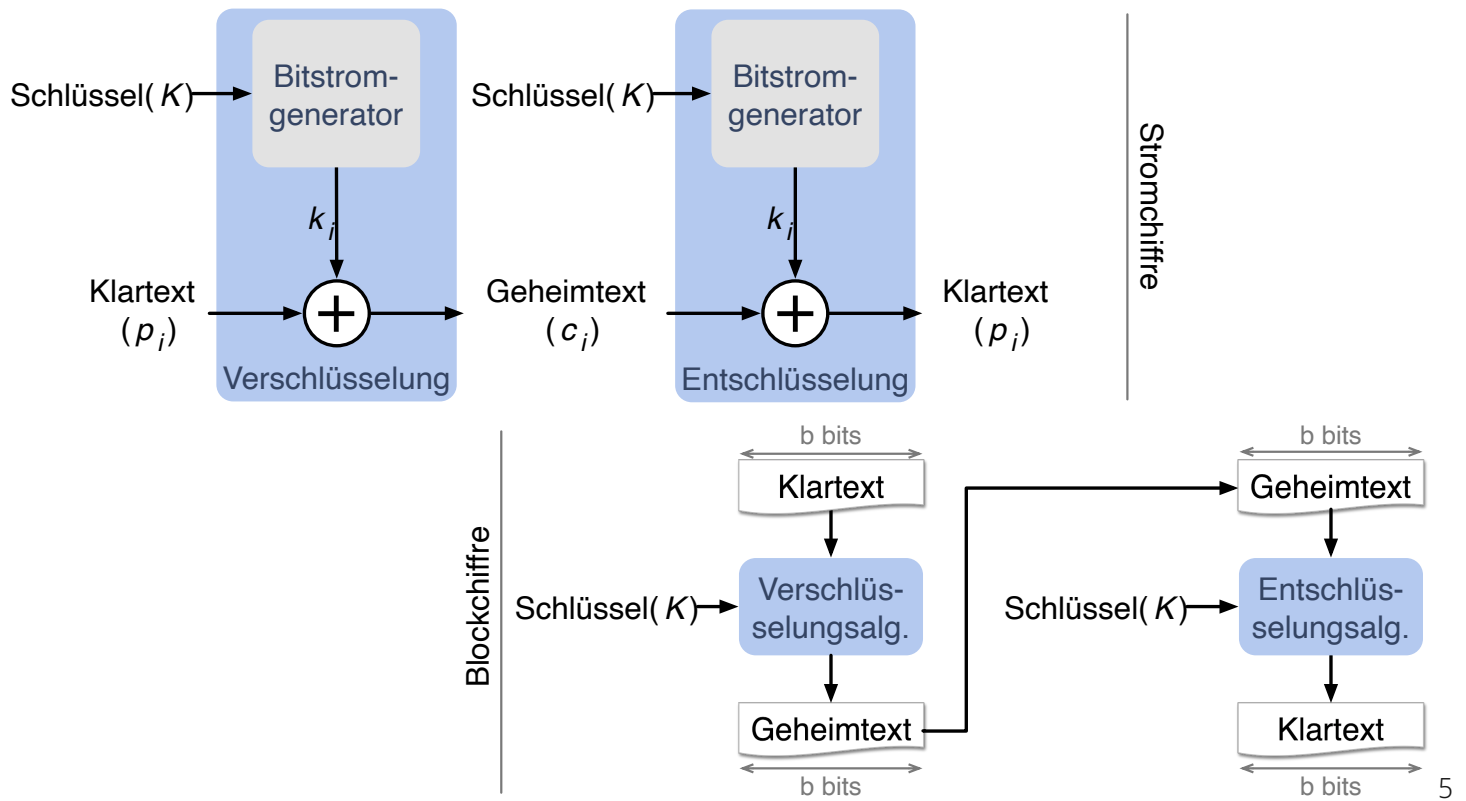 Schlüssel(K)
Bitstrom-
generator
k i
Klartext
(p i)
Verschlüsselung
Schlüssel(K)
Bitstrom-
generator
k i
Geheimtext
(c i)
Entschlüsselung
Klartext
(p i)
Stromchiffre
Blockchiffre
b bits
Klartext
Schlüssel(K)
Verschlüs-
selungsalg.
Geheimtext
b bits
b bits
Geheimtext
Schlüssel(K)
Entschlüs-
selungsalg.
Klartext
b bits
5